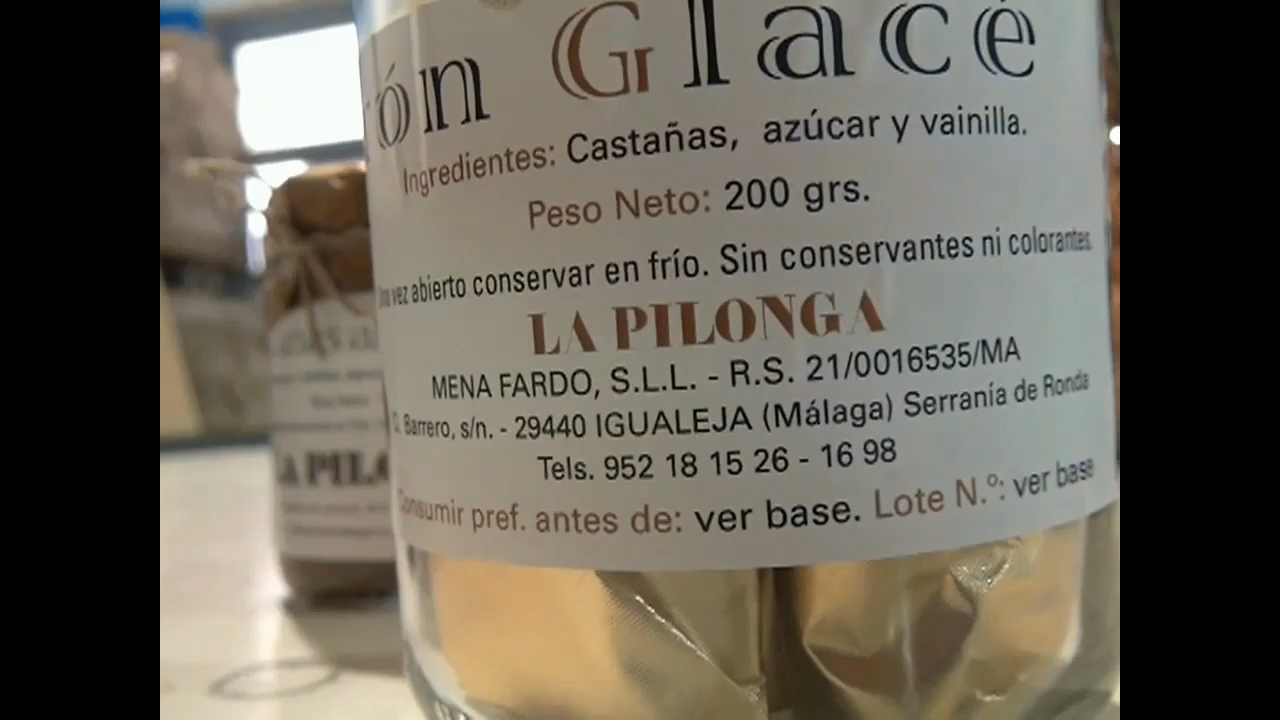 ón Glacé
Ingredientes: Castañas, azúcar y vainilla.
Peso Neto: 200 grs.
vez abierto conservar en frío. Sin conservantes ni colorantes.
LA PILONGA
MENA FARDO, S.L.L. - R.S. 21/0016535/MA
Barrero, s/n. - 29440 IGUALEJA (Málaga) Serranía de Ronda
Tels. 952 18 15 26 - 16 98
Consumir pref. antes de: ver base. Lote N.º: ver base
LA PILO